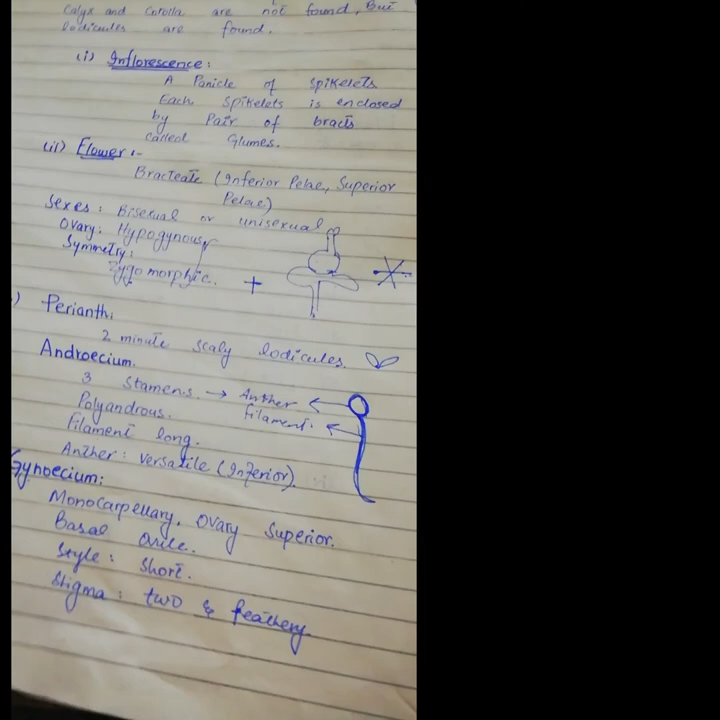 Calyx and Corolla are not found, But
lodicules are found.
(i) Inflorescence:
A Panicle of spikelets
Each spikelets is enclosed
by Pair of bracts
called Glumes.
(ii) Flower:-
Bracteate (Inferior Pelae, Superior
Pelae)
Sexes: Bisexual or unisexual
Ovary: Hypogynous
Symmetry:
Zygomorphic. +
) Perianth.
2 minute scaly lodicules.
Androecium.
3 Stamens. → Anther
Polyandrous. filament.
Filament long.
Anther: versatile (Inferior).
Gynoecium:
Monocarpellary, Ovary Superior.
Basal Ovule.
Style: Short.
Stigma: two & feathery